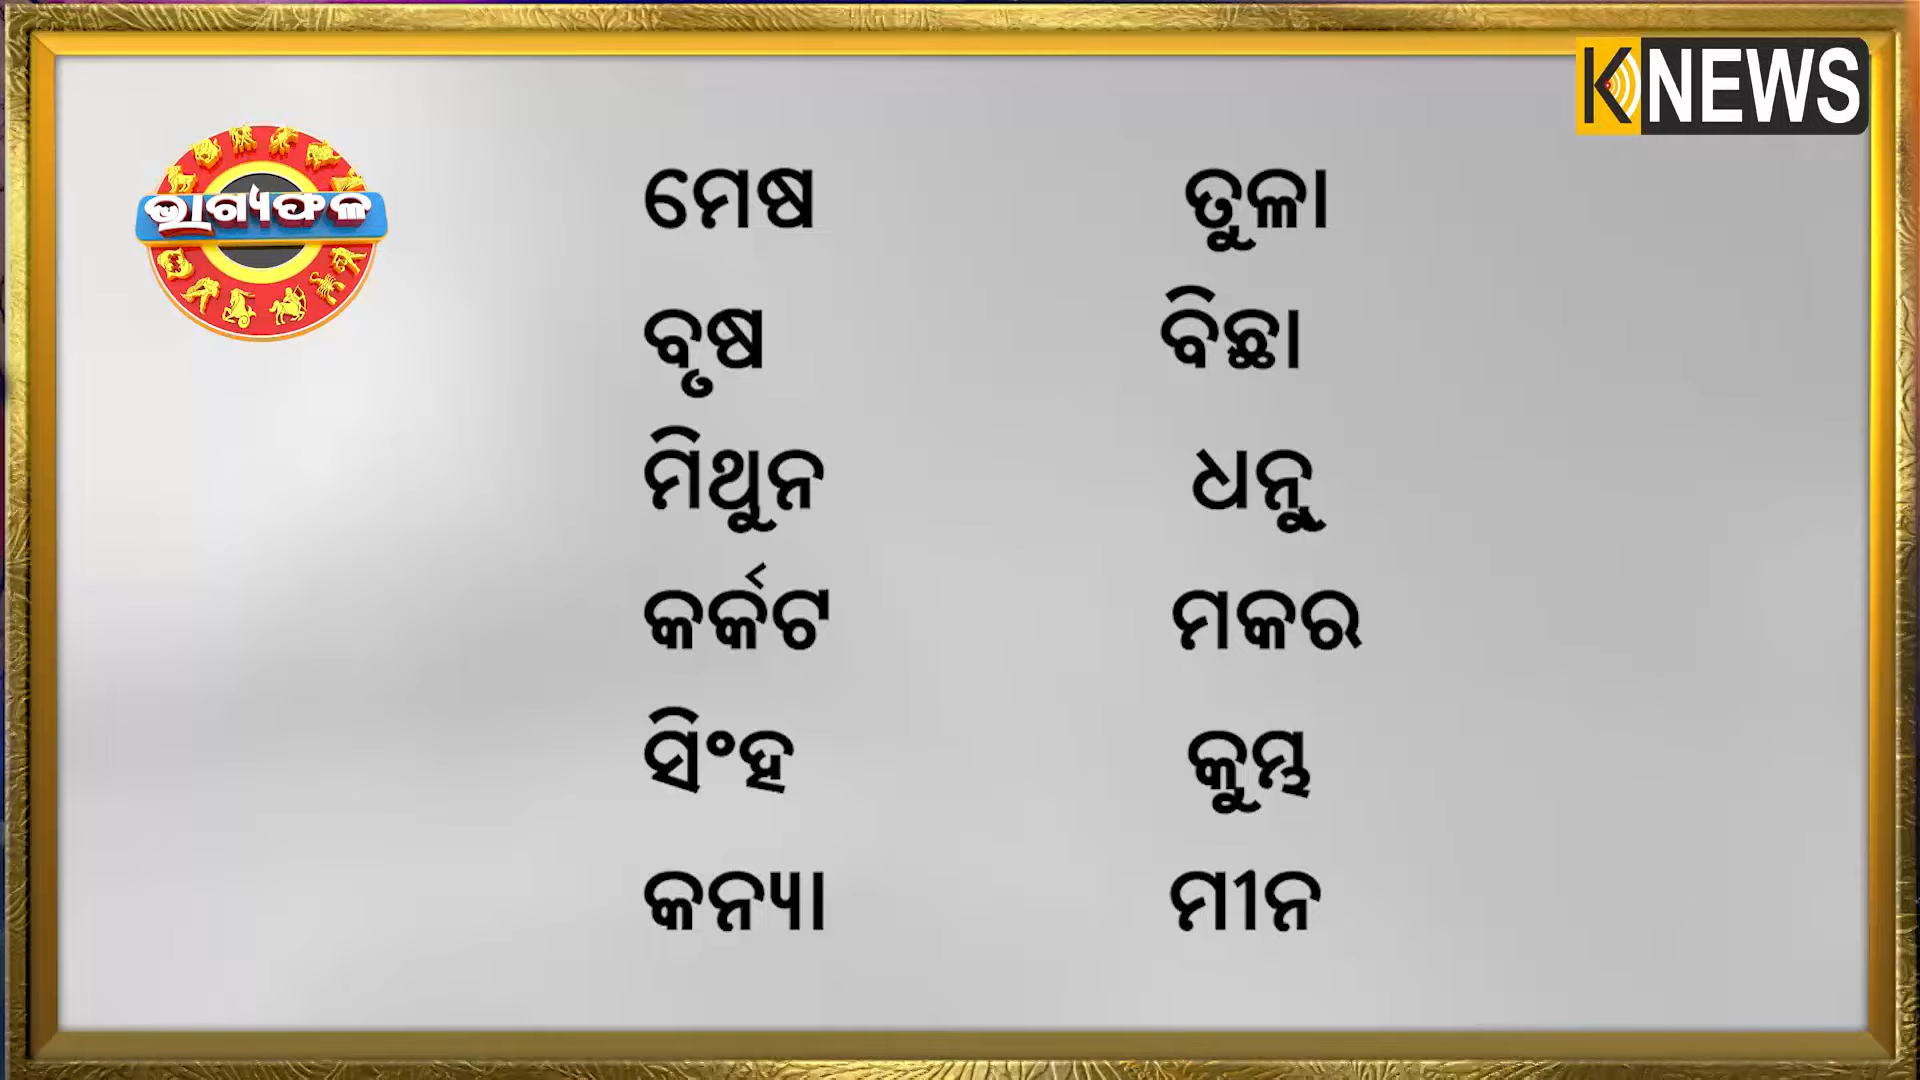 KNEWS
ଭାଗ୍ୟଫଳ
ମେଷ
ବୃଷ
ମିଥୁନ
କର୍କଟ
ସିଂହ
କନ୍ୟା
ତୁଳା
ବିଛା
ଧନୁ
ମକର
କୁମ୍ଭ
ମୀନ